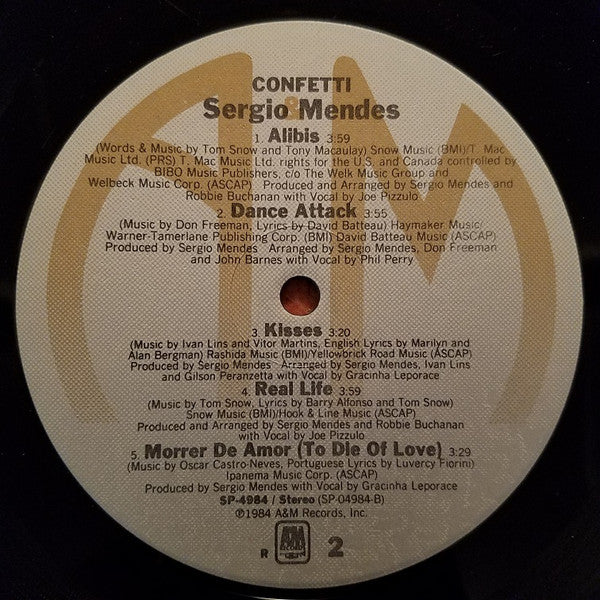 CONFETTI
Sergio Mendes
1. Alibis 3:59
(Words & Music by Tom Snow and Tony Macaulay) Snow Music (BMI)/T. Mac
Music Ltd. (PRS) T. Mac Music Ltd. rights for the U.S. and Canada controlled by
BIBO Music Publishers, c/o The Welk Music Group and
Welbeck Music Corp. (ASCAP) Produced and Arranged by Sergio Mendes and
Robbie Buchanan with Vocal by Joe Pizzulo
2. Dance Attack 3:55
(Music by Don Freeman, Lyrics by David Batteau) Haymaker Music/
Warner-Tamerlane Publishing Corp. (BMI) David Batteau Music (ASCAP)
Produced by Sergio Mendes Arranged by Sergio Mendes, Don Freeman
and John Barnes with Vocal by Phil Perry
3. Kisses 3:20
(Music by Ivan Lins and Vitor Martins, English Lyrics by Marilyn and
Alan Bergman) Rashida Music (BMI)/Yellowbrick Road Music (ASCAP)
Produced by Sergio Mendes Arranged by Sergio Mendes, Ivan Lins
and Gilson Peranzetta with Vocal by Gracinha Leporace
4. Real Life 3:59
(Music by Tom Snow, Lyrics by Barry Alfonso and Tom Snow)
Snow Music (BMI)/Hook & Line Music (ASCAP)
Produced and Arranged by Sergio Mendes and Robbie Buchanan
with Vocal by Joe Pizzulo
5. Morrer De Amor (To Die Of Love) 3:29
(Music by Oscar Castro-Neves, Portuguese Lyrics by Luvercy Fiorini)
Ipanema Music Corp. (ASCAP)
Produced by Sergio Mendes with Vocal by Gracinha Leporace
SP-4984 / Stereo (SP-04984-B)
℗1984 A&M Records, Inc.
R A&M RECORDS 2